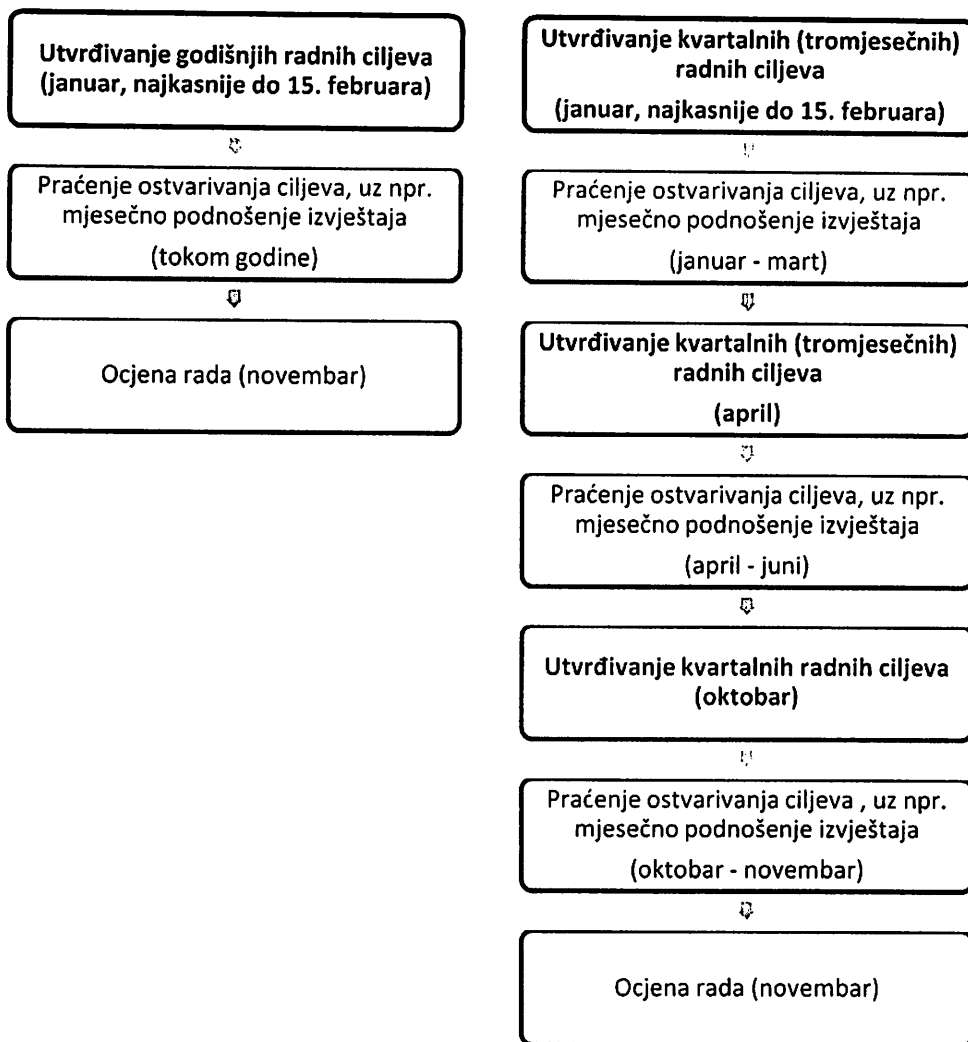 Utvrđivanje godišnjih radnih ciljeva
(januar, najkasnije do 15. februara)
Praćenje ostvarivanja ciljeva, uz npr.
mjesečno podnošenje izvještaja
(tokom godine)
Ocjena rada (novembar)
Utvrđivanje kvartalnih (tromjesečnih)
radnih ciljeva
(januar, najkasnije do 15. februara)
Praćenje ostvarivanja ciljeva, uz npr.
mjesečno podnošenje izvještaja
(januar - mart)
Utvrđivanje kvartalnih (tromjesečnih)
radnih ciljeva
(april)
Praćenje ostvarivanja ciljeva, uz npr.
mjesečno podnošenje izvještaja
(april - juni)
Utvrđivanje kvartalnih radnih ciljeva
(oktobar)
Praćenje ostvarivanja ciljeva , uz npr.
mjesečno podnošenje izvještaja
(oktobar - novembar)
Ocjena rada (novembar)